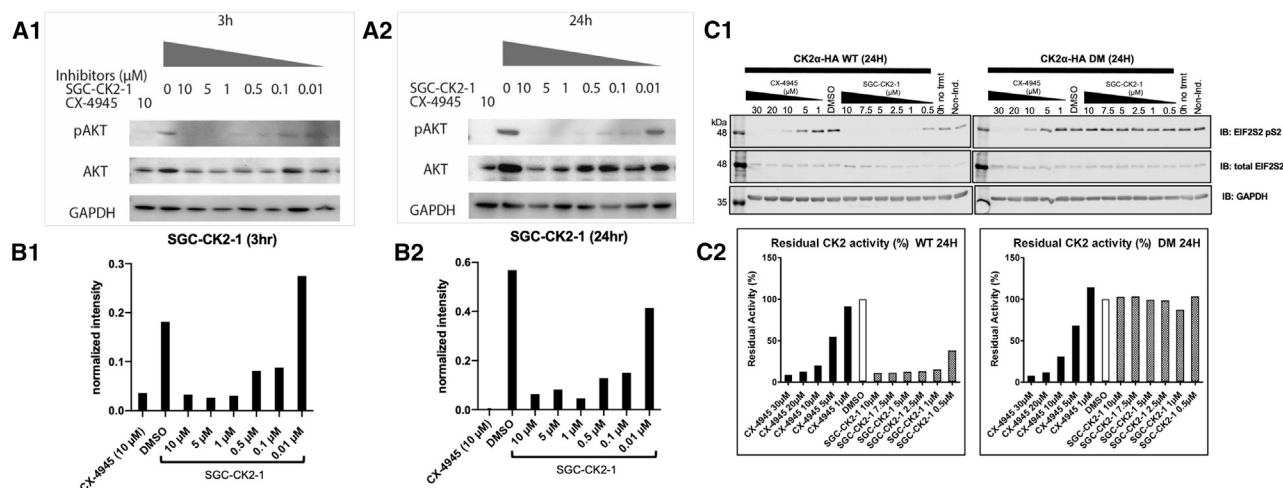 A1
3h
Inhibitors (μM)
SGC-CK2-1 0 10 5 1 0.5 0.1 0.01
CX-4945 10
pAKT
AKT
GAPDH
A2
24h
SGC-CK2-1 0 10 5 1 0.5 0.1 0.01
CX-4945 10
pAKT
AKT
GAPDH
B1
SGC-CK2-1 (3hr)
normalized intensity
0.3
0.2
0.1
0.0
CX-4945 (10 μM)
DMSO
10 μM
5 μM
1 μM
0.5 μM
0.1 μM
0.01 μM
SGC-CK2-1
B2
SGC-CK2-1 (24hr)
normalized intensity
0.6
0.4
0.2
0.0
CX-4945 (10 μM)
DMSO
10 μM
5 μM
1 μM
0.5 μM
0.1 μM
0.01 μM
SGC-CK2-1
C1
CK2α-HA WT (24H)
CX-4945 (μM)
DMSO
SGC-CK2-1 (μM)
0h no trmt
Non-Ind.
30 20 10 5 1 10 7.5 5 2.5 1 0.5
CK2α-HA DM (24H)
CX-4945 (μM)
DMSO
SGC-CK2-1 (μM)
0h no trmt
Non-Ind.
30 20 10 5 1 10 7.5 5 2.5 1 0.5
kDa
48
48
35
IB: EIF2S2 pS2
IB: total EIF2S2
IB: GAPDH
C2
Residual CK2 activity (%) WT 24H
Residual Activity (%)
150
100
50
0
CX-4945 30μM
CX-4945 20μM
CX-4945 10μM
CX-4945 5μM
CX-4945 1μM
DMSO
SGC-CK2-1 10μM
SGC-CK2-1 7.5μM
SGC-CK2-1 5μM
SGC-CK2-1 2.5μM
SGC-CK2-1 1μM
SGC-CK2-1 0.5μM
Residual CK2 activity (%) DM 24H
Residual Activity (%)
150
100
50
0
CX-4945 30μM
CX-4945 20μM
CX-4945 10μM
CX-4945 5μM
CX-4945 1μM
DMSO
SGC-CK2-1 10μM
SGC-CK2-1 7.5μM
SGC-CK2-1 5μM
SGC-CK2-1 2.5μM
SGC-CK2-1 1μM
SGC-CK2-1 0.5μM